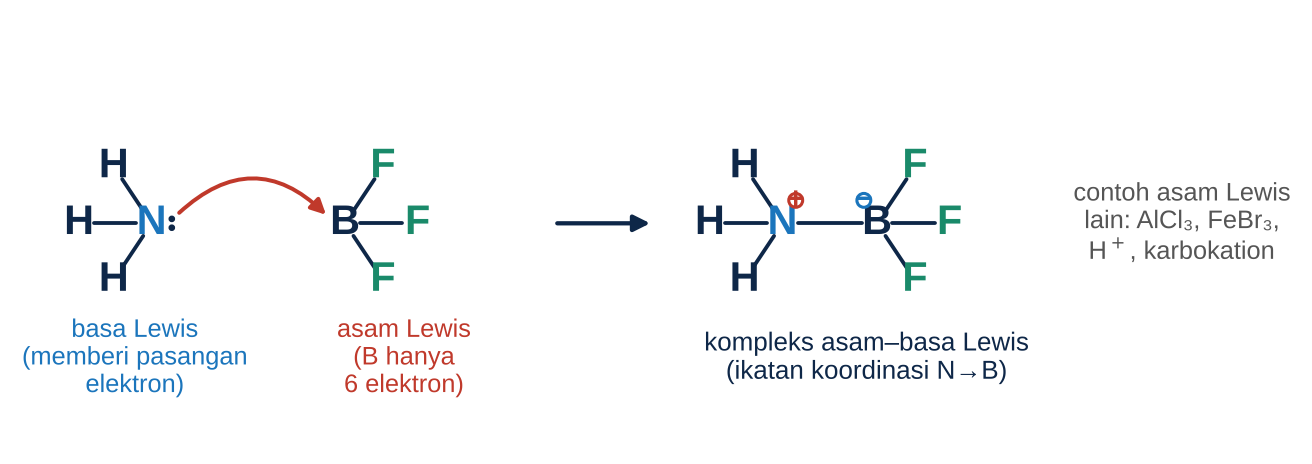 H
H
F
H N: B F
H
F
H
F
H N⊕ ⊖B F
H
F
basa Lewis
(memberi pasangan
elektron)
asam Lewis
(B hanya
6 elektron)
kompleks asam–basa Lewis
(ikatan koordinasi N→B)
contoh asam Lewis
lain: AlCl₃, FeBr₃,
H⁺, karbokation